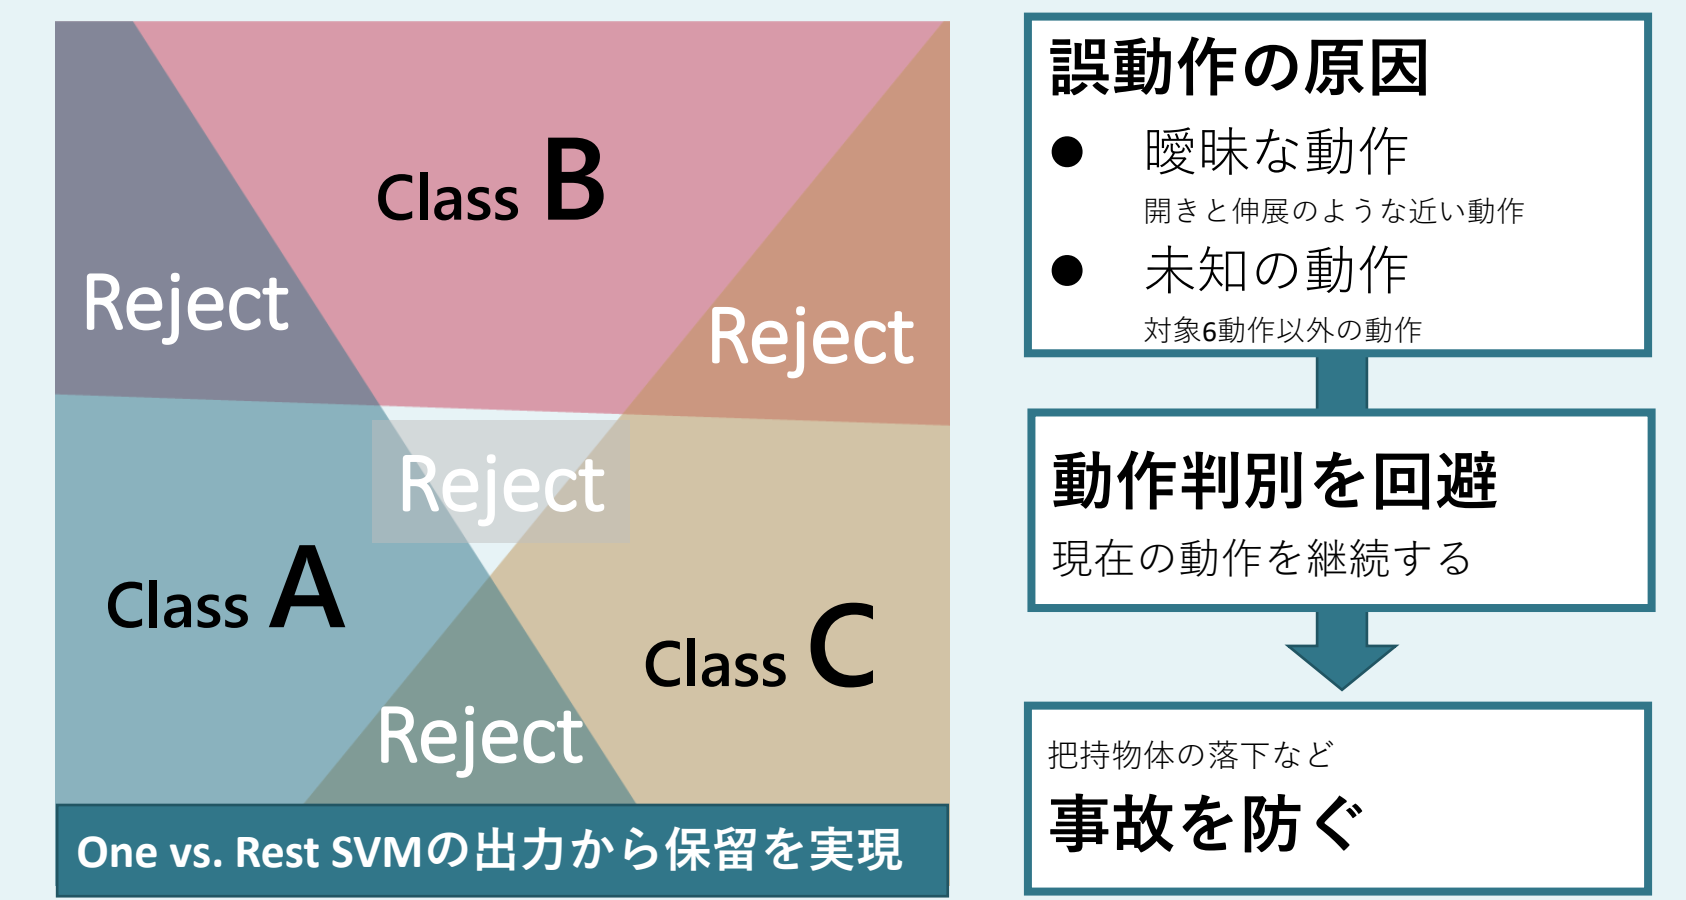 Class B
Reject
Reject
Reject
Class A
Class C
Reject
One vs. Rest SVMの出力から保留を実現
誤動作の原因
● 曖昧な動作
開きと伸展のような近い動作
● 未知の動作
対象6動作以外の動作
動作判別を回避
現在の動作を継続する
把持物体の落下など
事故を防ぐ